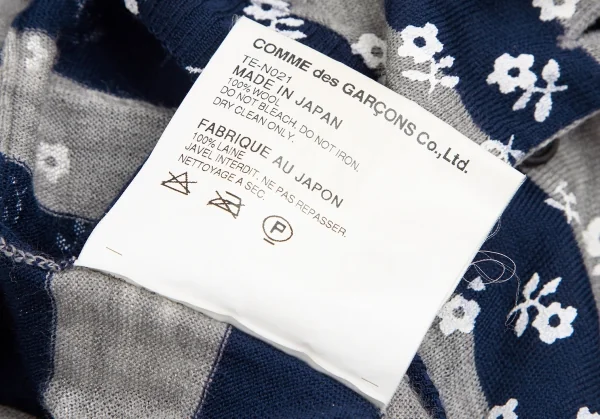 COMME des GARÇONS Co.,Ltd.
TE-N021
MADE IN JAPAN
100% WOOL
DO NOT BLEACH, DO NOT IRON.
DRY CLEAN ONLY.
FABRIQUE AU JAPON
100% LAINE
JAVEL INTERDIT. NE PAS REPASSER.
NETTOYAGE A SEC.
P